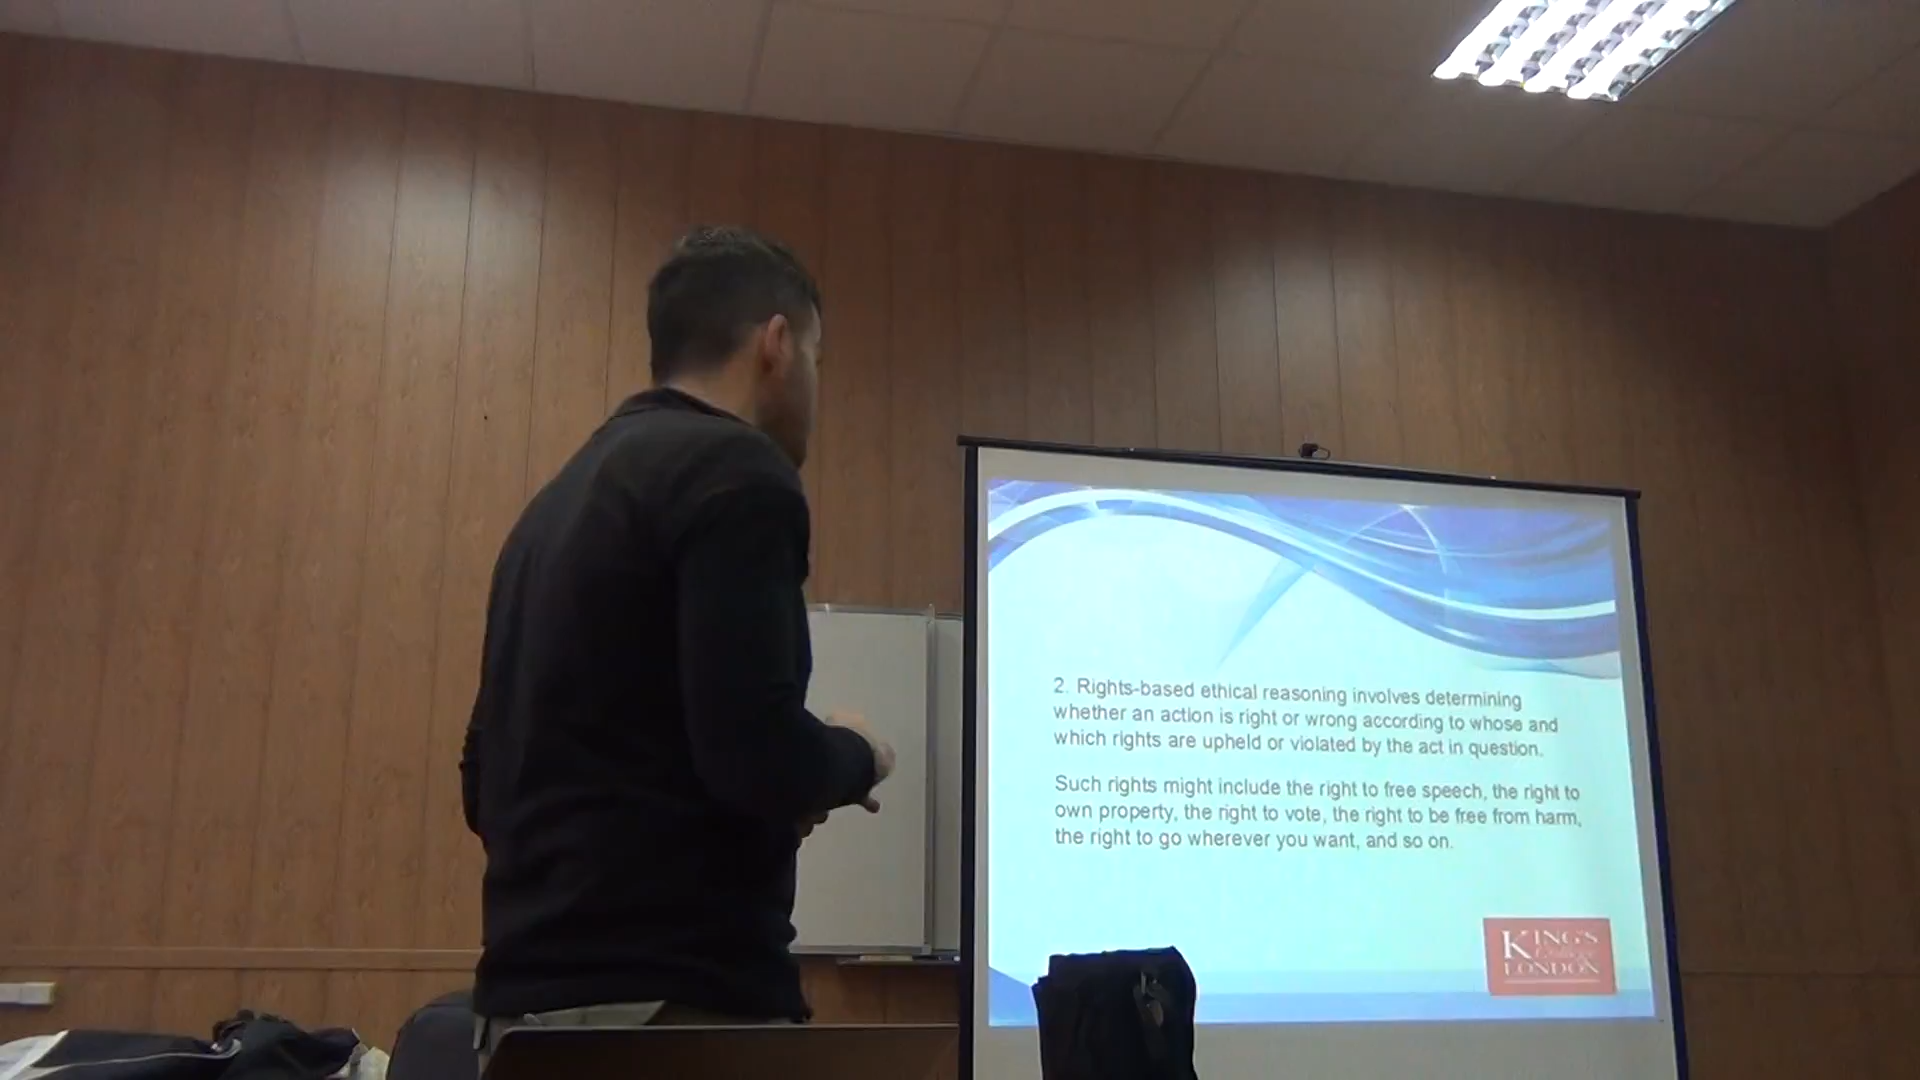 2. Rights-based ethical reasoning involves determining
whether an action is right or wrong according to whose and
which rights are upheld or violated by the act in question.
Such rights might include the right to free speech, the right to
own property, the right to vote, the right to be free from harm,
the right to go wherever you want, and so on.
KING'S
College
LONDON